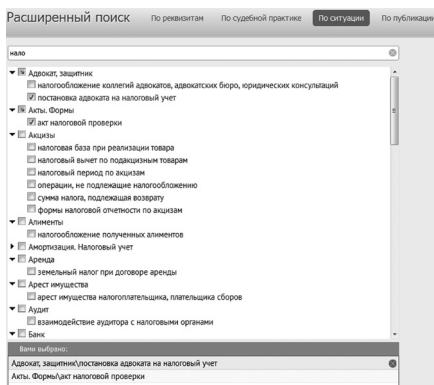 Расширенный поиск По реквизитам По судебной практике По ситуации По публикации
нало
Адвокат, защитник
налогообложение коллегий адвокатов, адвокатских бюро, юридических консультаций
постановка адвоката на налоговый учет
Акты. Формы
акт налоговой проверки
Акцизы
налоговая база при реализации товара
налоговый вычет по подакцизным товарам
налоговый период по акцизам
операции, не подлежащие налогообложению
сумма налога, подлежащая возврату
формы налоговой отчетности по акцизам
Алименты
налогообложение полученных алиментов
Амортизация. Налоговый учет
Аренда
земельный налог при договоре аренды
Арест имущества
арест имущества налогоплательщика, плательщика сборов
Аудит
взаимодействие аудитора с налоговыми органами
Банк
Вами выбрано:
Адвокат, защитник\постановка адвоката на налоговый учет
Акты. Формы\акт налоговой проверки